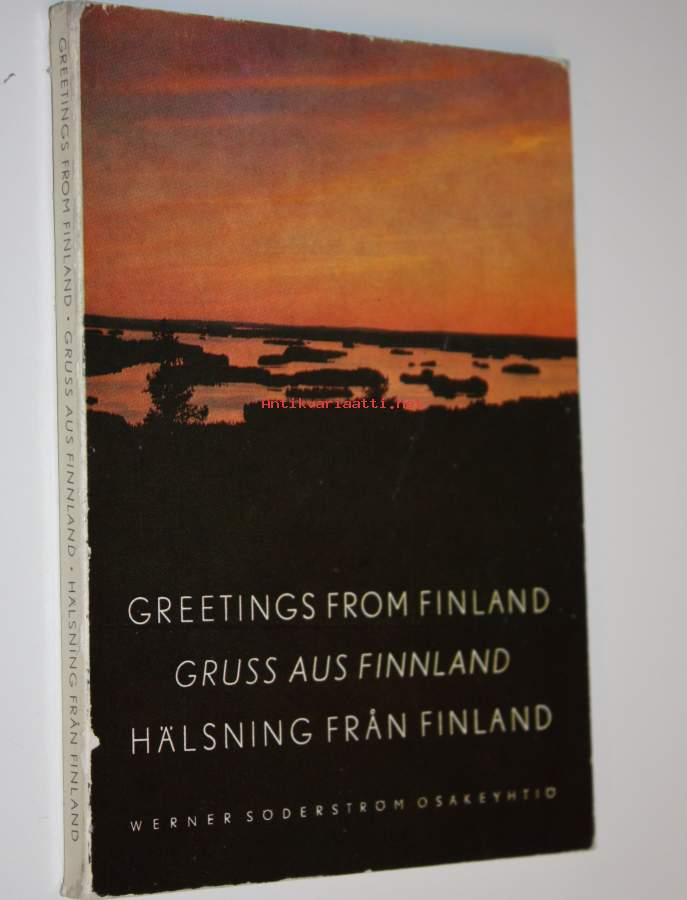 GREETINGS FROM FINLAND · GRUSS AUS FINNLAND · HÄLSNING FRÅN FINLAND
Antikvariaatti.net
GREETINGS FROM FINLAND
GRUSS AUS FINNLAND
HÄLSNING FRÅN FINLAND
WERNER SÖDERSTRÖM OSAKEYHTIÖ